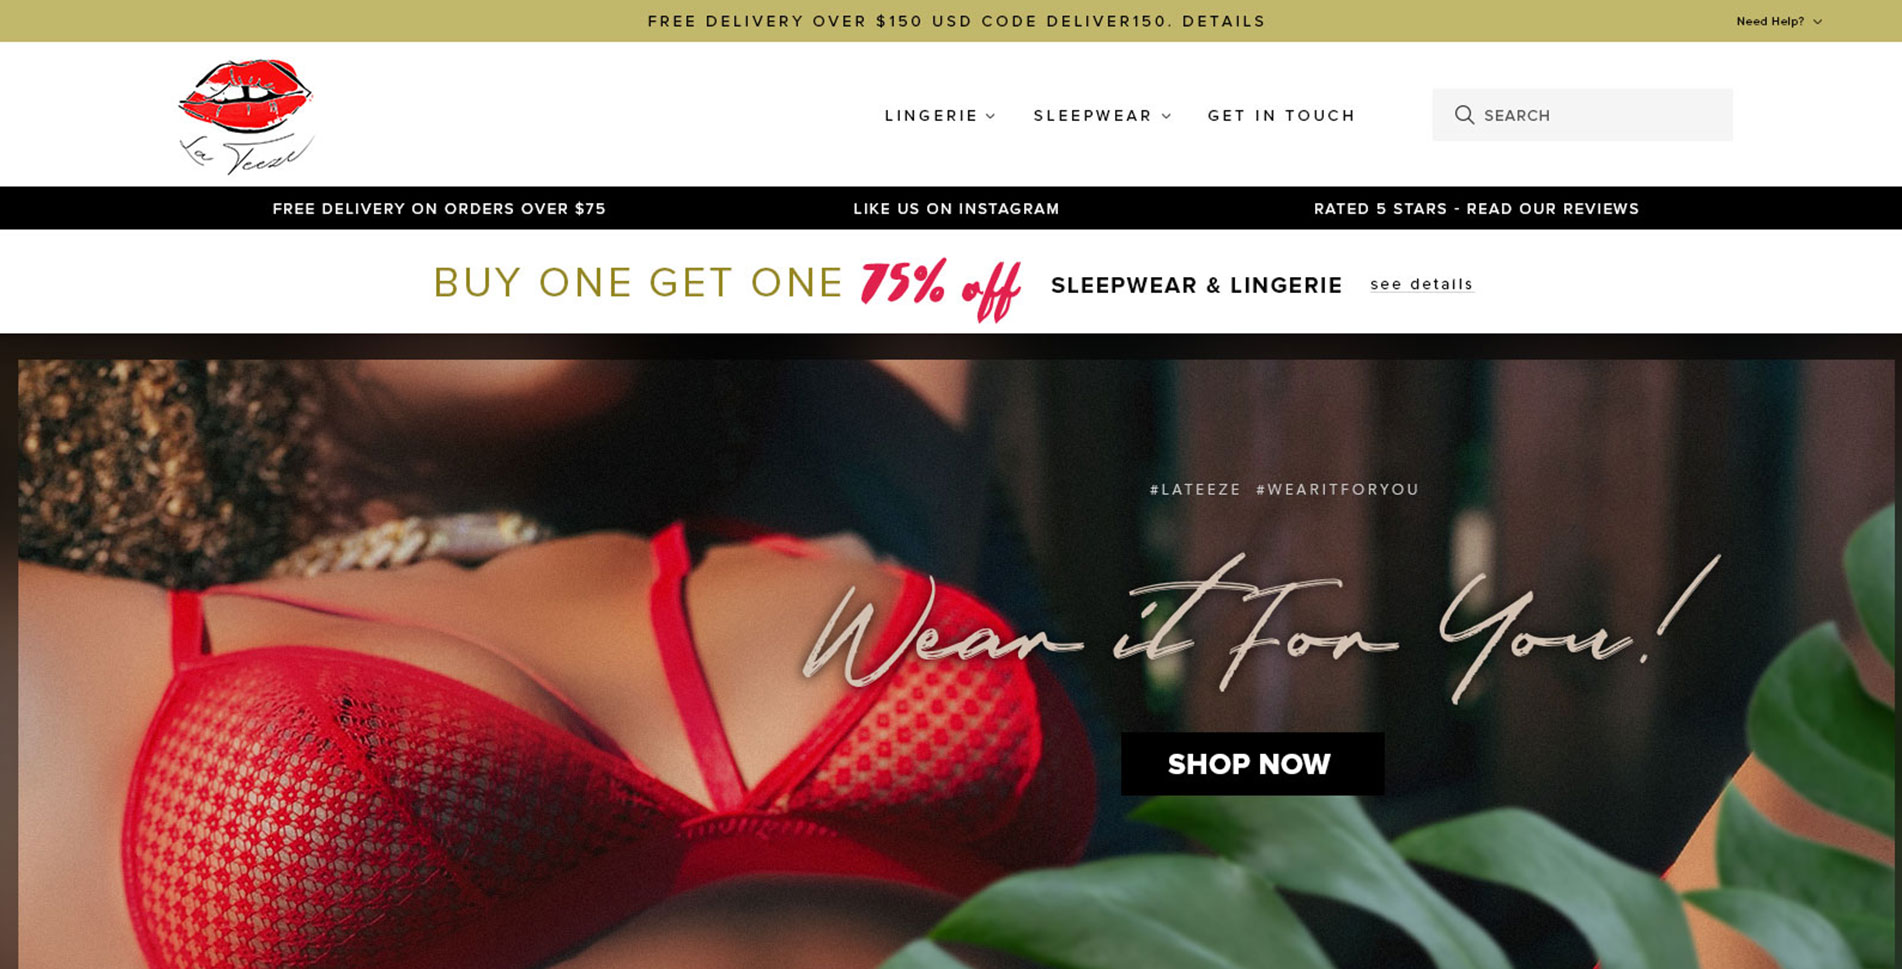 FREE DELIVERY OVER $150 USD CODE DELIVER150. DETAILS
Need Help?
La Teeze
LINGERIE
SLEEPWEAR
GET IN TOUCH
SEARCH
FREE DELIVERY ON ORDERS OVER $75
LIKE US ON INSTAGRAM
RATED 5 STARS - READ OUR REVIEWS
BUY ONE GET ONE 75% off SLEEPWEAR & LINGERIE see details
#LATEEZE #WEARITFORYOU
Wear it For You!
SHOP NOW